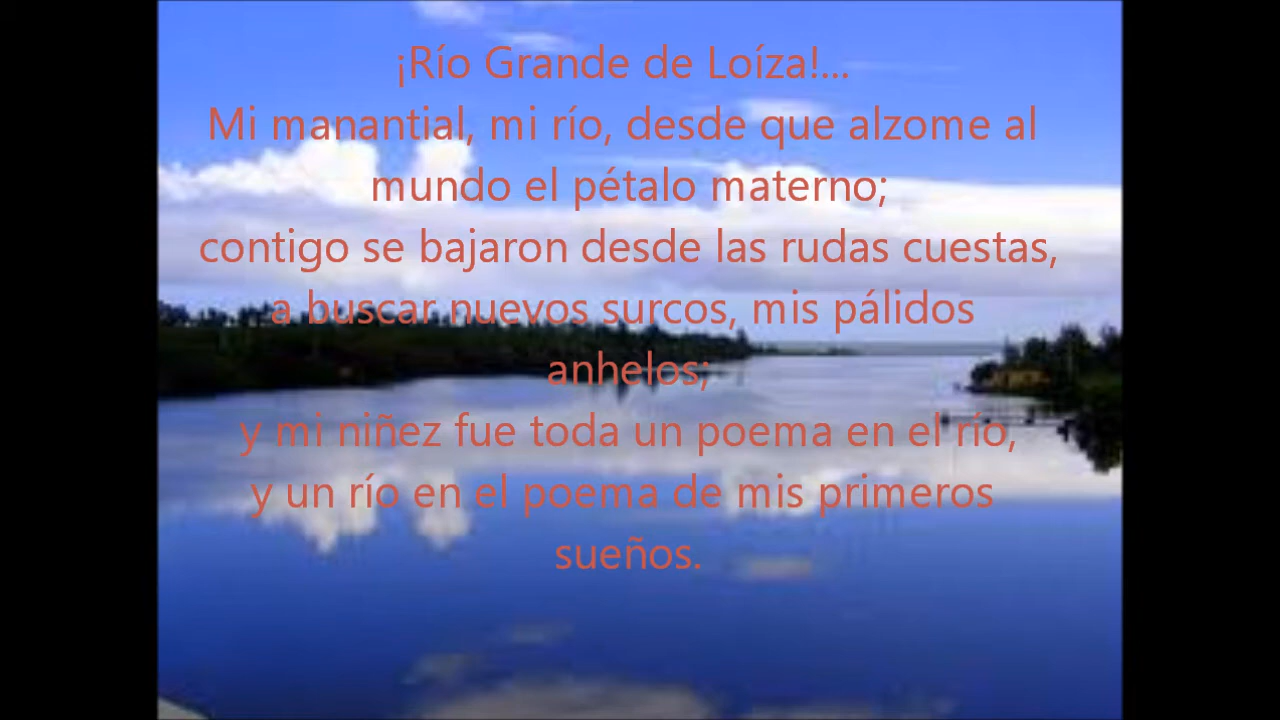 ¡Río Grande de Loíza!...
Mi manantial, mi río, desde que alzome al
mundo el pétalo materno;
contigo se bajaron desde las rudas cuestas,
a buscar nuevos surcos, mis pálidos
anhelos;
y mi niñez fue toda un poema en el río,
y un río en el poema de mis primeros
sueños.